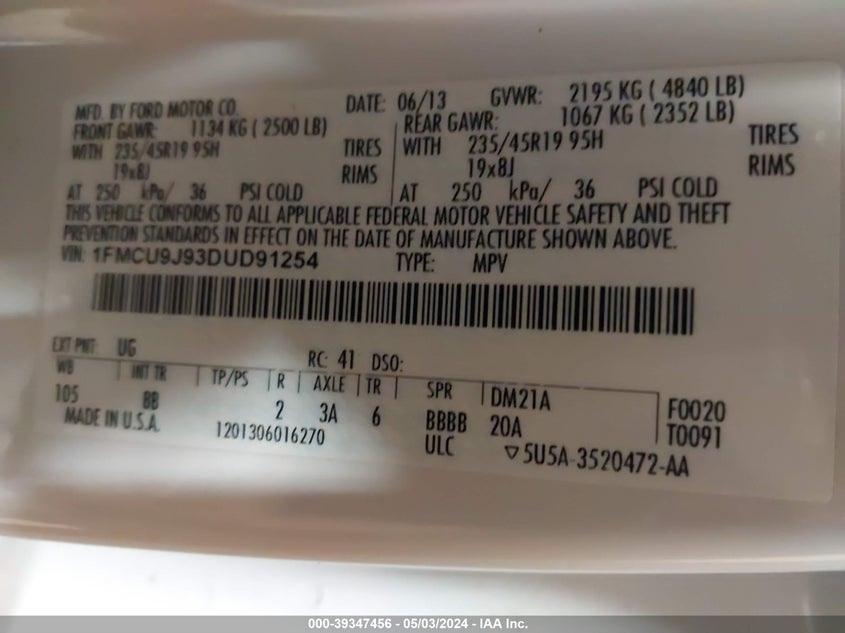 MFD. BY FORD MOTOR CO. DATE: 06/13 GVWR: 2195 KG ( 4840 LB)
FRONT GAWR: 1134 KG ( 2500 LB) REAR GAWR: 1067 KG ( 2352 LB)
WITH 235/45R19 95H TIRES WITH 235/45R19 95H TIRES
19x8J RIMS 19x8J RIMS
AT 250 kPa/ 36 PSI COLD AT 250 kPa/ 36 PSI COLD
THIS VEHICLE CONFORMS TO ALL APPLICABLE FEDERAL MOTOR VEHICLE SAFETY AND THEFT
PREVENTION STANDARDS IN EFFECT ON THE DATE OF MANUFACTURE SHOWN ABOVE.
VIN: 1FMCU9J93DUD91254 TYPE: MPV
EXT PNT: UG RC: 41 DSO:
WB INT TR TP/PS R AXLE TR SPR DM21A F0020
105 BB 2 3A 6 BBBB 20A T0091
MADE IN U.S.A. 1201306016270 ULC ▽5U5A-3520472-AA
000-39347456 - 05/03/2024 - IAA Inc.